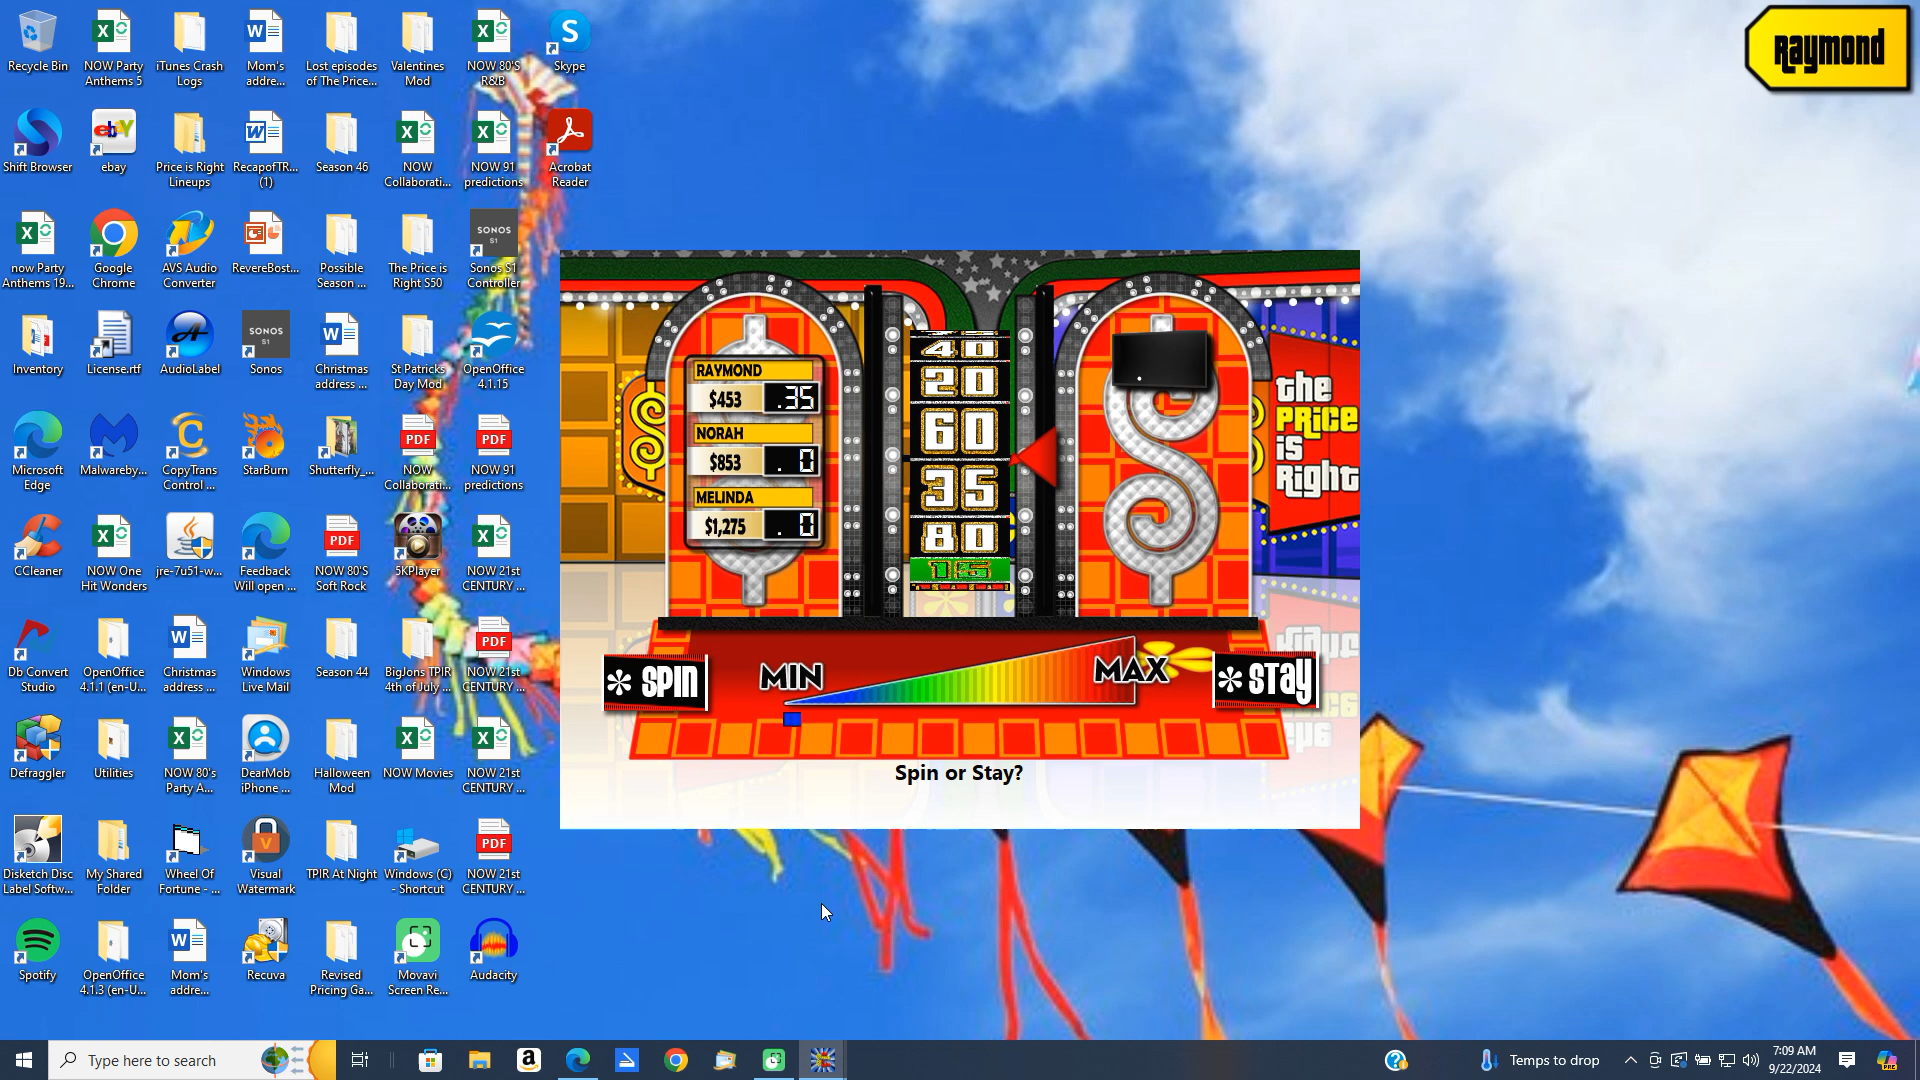 Recycle Bin
NOW Party
Anthems 5
iTunes Crash
Logs
Mom's
addre...
Lost episodes
of The Price...
Valentines
Mod
NOW 80'S
R&B
Skype
Shift Browser
ebay
Price is Right
Lineups
RecapofTR...
(1)
Season 46
NOW
Collaborati...
NOW 91
predictions
Acrobat
Reader
now Party
Anthems 19...
Google
Chrome
AVS Audio
Converter
RevereBost...
Possible
Season ...
The Price is
Right S50
SONOS
S1
Sonos S1
Controller
Inventory
License.rtf
AudioLabel
SONOS
S1
Sonos
Christmas
address ...
St Patricks
Day Mod
OpenOffice
4.1.15
Microsoft
Edge
Malwareby...
CopyTrans
Control ...
StarBurn
Shutterfly_...
PDF
NOW
Collaborati...
PDF
NOW 91
predictions
CCleaner
NOW One
Hit Wonders
jre-7u51-w...
Feedback
Will open ...
PDF
NOW 80'S
Soft Rock
5KPlayer
NOW 21st
CENTURY ...
Db Convert
Studio
OpenOffice
4.1.1 (en-U...
Christmas
address ...
Windows
Live Mail
Season 44
BigJons TPIR
4th of July ...
PDF
NOW 21st
CENTURY ...
Defraggler
Utilities
NOW 80's
Party A...
DearMob
iPhone ...
Halloween
Mod
NOW Movies
NOW 21st
CENTURY ...
Disketch Disc
Label Softw...
My Shared
Folder
Wheel Of
Fortune - ...
Visual
Watermark
TPIR At Night
Windows (C)
- Shortcut
PDF
NOW 21st
CENTURY ...
Spotify
OpenOffice
4.1.3 (en-U...
Mom's
addre...
Recuva
Revised
Pricing Ga...
Movavi
Screen Re...
Audacity
Raymond
RAYMOND
$453 .35
NORAH
$853 . 0
MELINDA
$1,275 . 0
40
20
60
35
80
15
the
PRICE
is
Right
* SPIN
MIN
MAX
* STAY
Spin or Stay?
Type here to search
Temps to drop
7:09 AM
9/22/2024